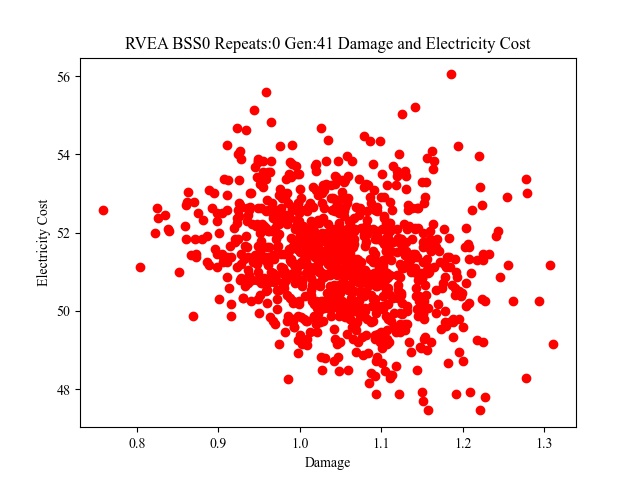 RVEA BSS0 Repeats:0 Gen:41 Damage and Electricity Cost
56
54
52
50
48
Electricity Cost
0.8 0.9 1.0 1.1 1.2 1.3
Damage